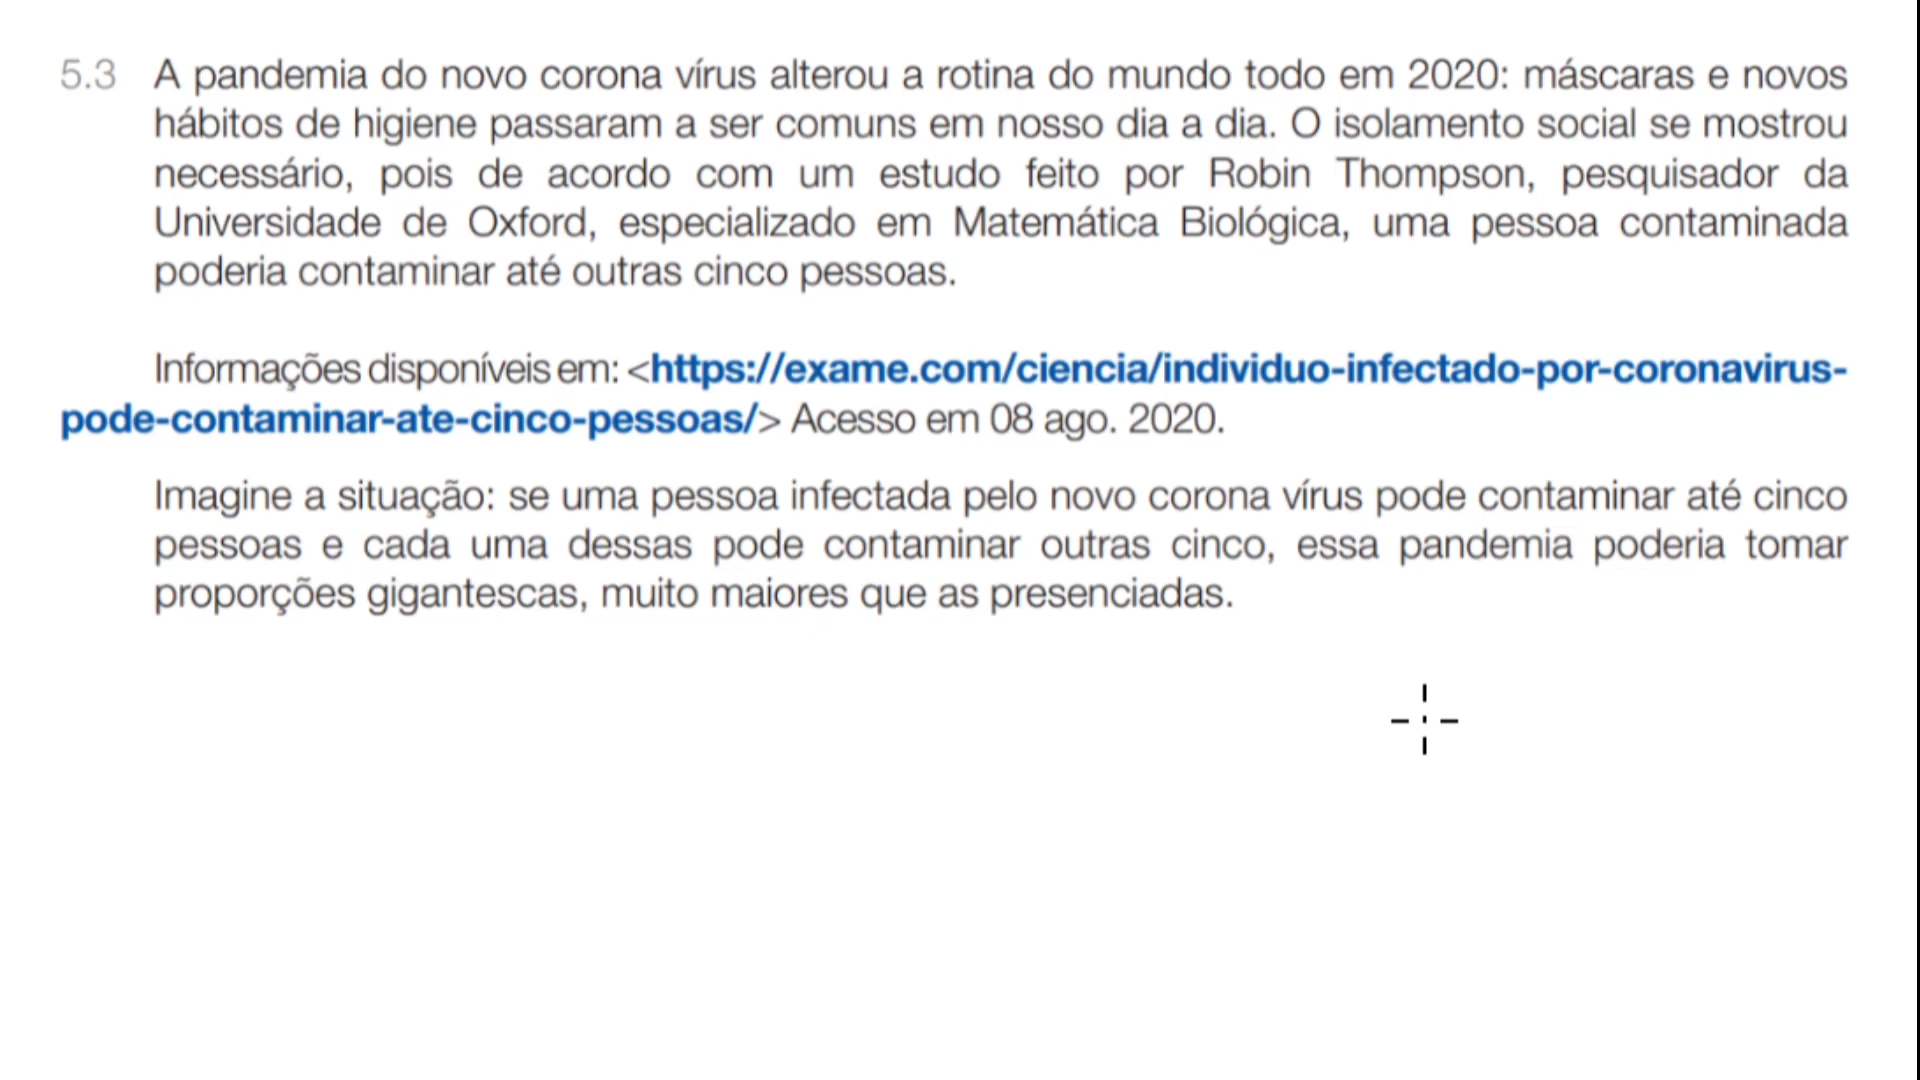 5.3 A pandemia do novo corona vírus alterou a rotina do mundo todo em 2020: máscaras e novos
hábitos de higiene passaram a ser comuns em nosso dia a dia. O isolamento social se mostrou
necessário, pois de acordo com um estudo feito por Robin Thompson, pesquisador da
Universidade de Oxford, especializado em Matemática Biológica, uma pessoa contaminada
poderia contaminar até outras cinco pessoas.
Informações disponíveis em: <https://exame.com/ciencia/individuo-infectado-por-coronavirus-
pode-contaminar-ate-cinco-pessoas/> Acesso em 08 ago. 2020.
Imagine a situação: se uma pessoa infectada pelo novo corona vírus pode contaminar até cinco
pessoas e cada uma dessas pode contaminar outras cinco, essa pandemia poderia tomar
proporções gigantescas, muito maiores que as presenciadas.